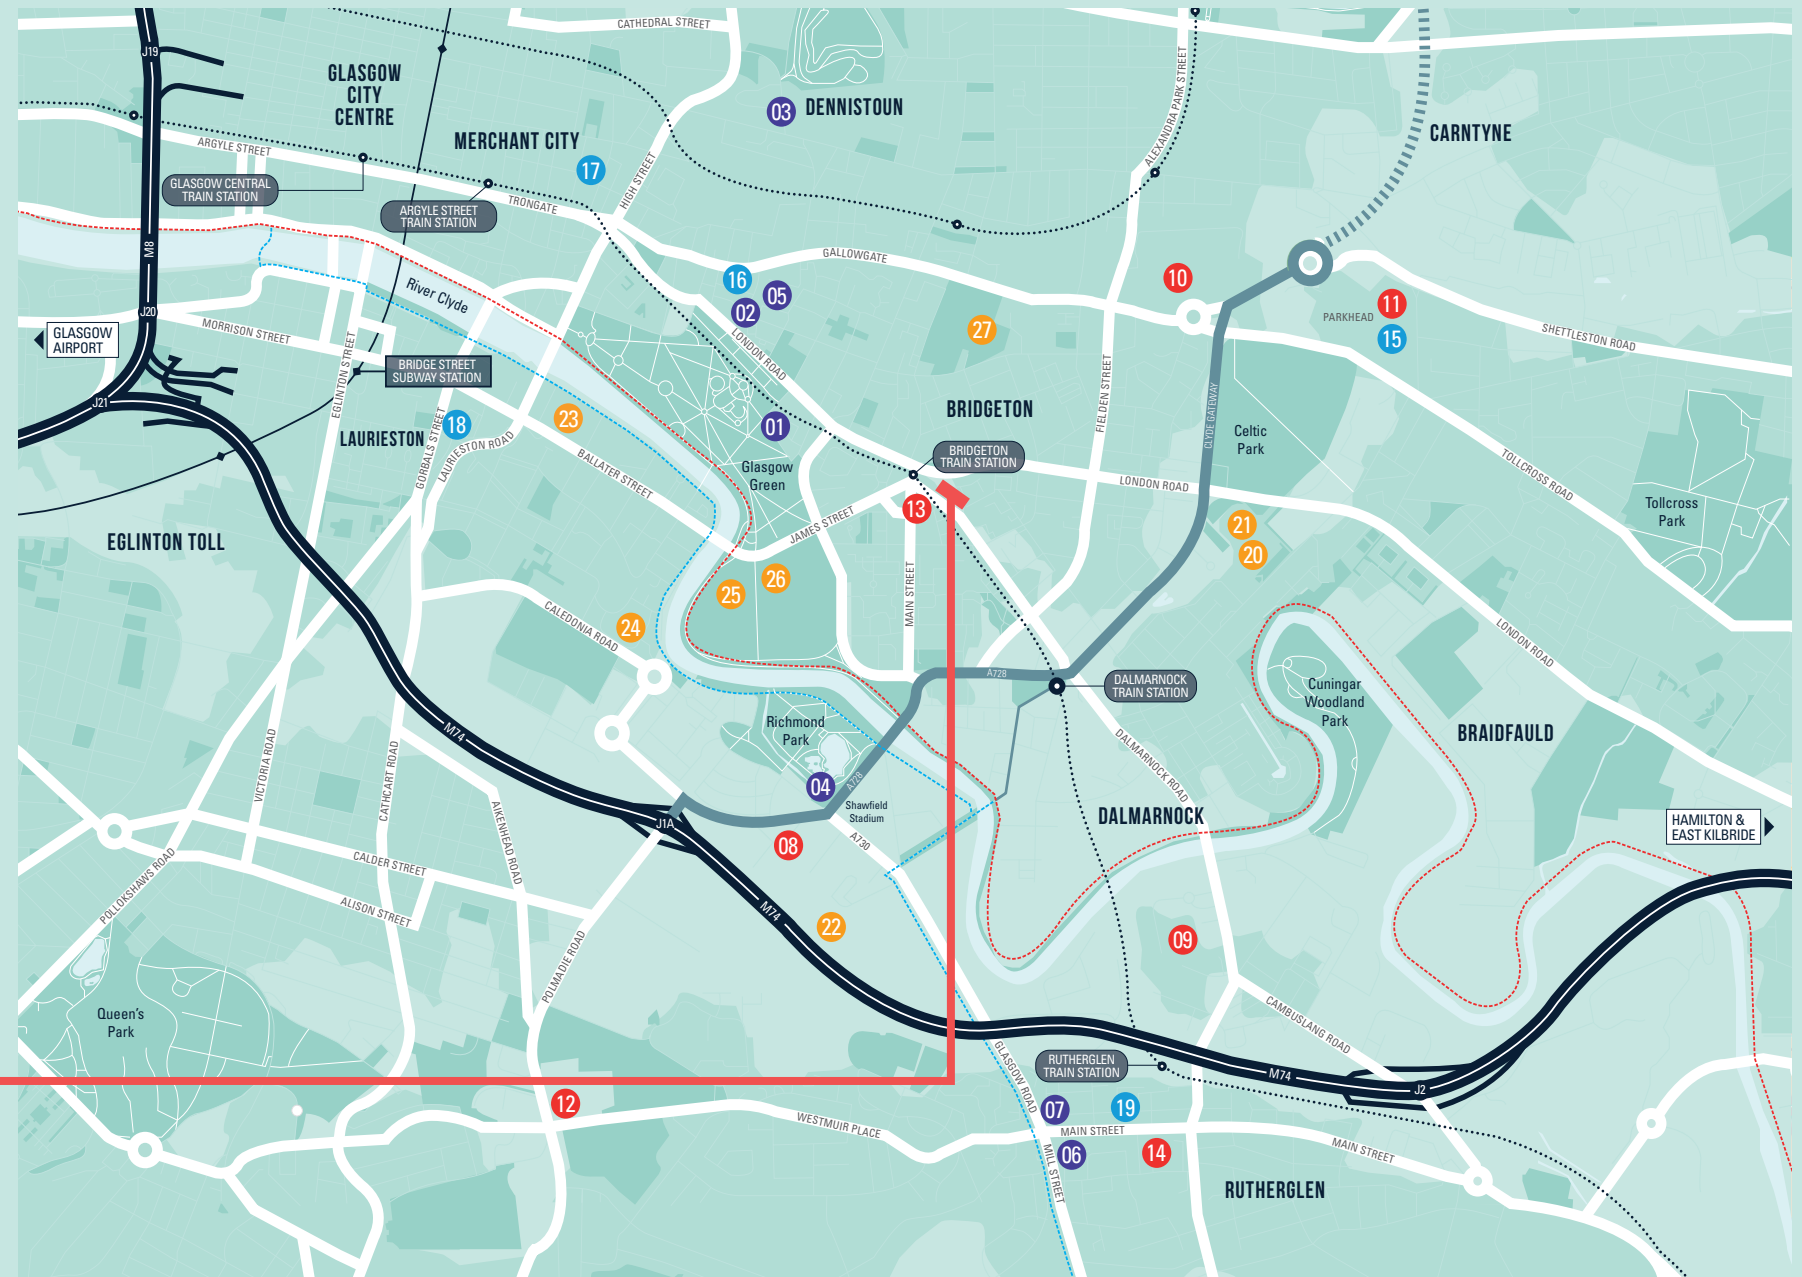 CATHEDRAL STREET
J19
GLASGOW
CITY
CENTRE
DENNISTOUN
03
CARNTYNE
ALEXANDRA PARK STREET
MERCHANT CITY
17
ARGYLE STREET
HIGH STREET
GLASGOW CENTRAL
TRAIN STATION
ARGYLE STREET
TRAIN STATION
TRONGATE
M8
GALLOWGATE
River Clyde
16
05
02
10
11
PARKHEAD
15
SHETTLESTON ROAD
J20
GLASGOW
AIRPORT
MORRISON STREET
EGLINTON STREET
BRIDGE STREET
SUBWAY STATION
LONDON ROAD
27
FIELDEN STREET
CLYDE GATEWAY
J21
LAURIESTON
GORBALS STREET
18
LAURIESTON ROAD
23
01
BRIDGETON
Celtic
Park
BRIDGETON
TRAIN STATION
BALLATER STREET
Glasgow
Green
LONDON ROAD
TOLLCROSS ROAD
Tollcross
Park
EGLINTON TOLL
JAMES STREET
13
21
20
MAIN STREET
25
26
24
CALEDONIA ROAD
LONDON ROAD
A728
DALMARNOCK
TRAIN STATION
Cuningar
Woodland
Park
Richmond
Park
BRAIDFAULD
M74
VICTORIA ROAD
CATHCART ROAD
AIKENHEAD ROAD
04
A728
Shawfield
Stadium
DALMARNOCK ROAD
DALMARNOCK
HAMILTON &
EAST KILBRIDE
J1A
08
A730
POLLOKSHAWS ROAD
CALDER STREET
ALISON STREET
M74
22
09
POLMADIE ROAD
Queen's
Park
CAMBUSLANG ROAD
GLASGOW ROAD
RUTHERGLEN
TRAIN STATION
M74
J2
12
07
19
WESTMUIR PLACE
MAIN STREET
MAIN STREET
06
14
MILL STREET
RUTHERGLEN